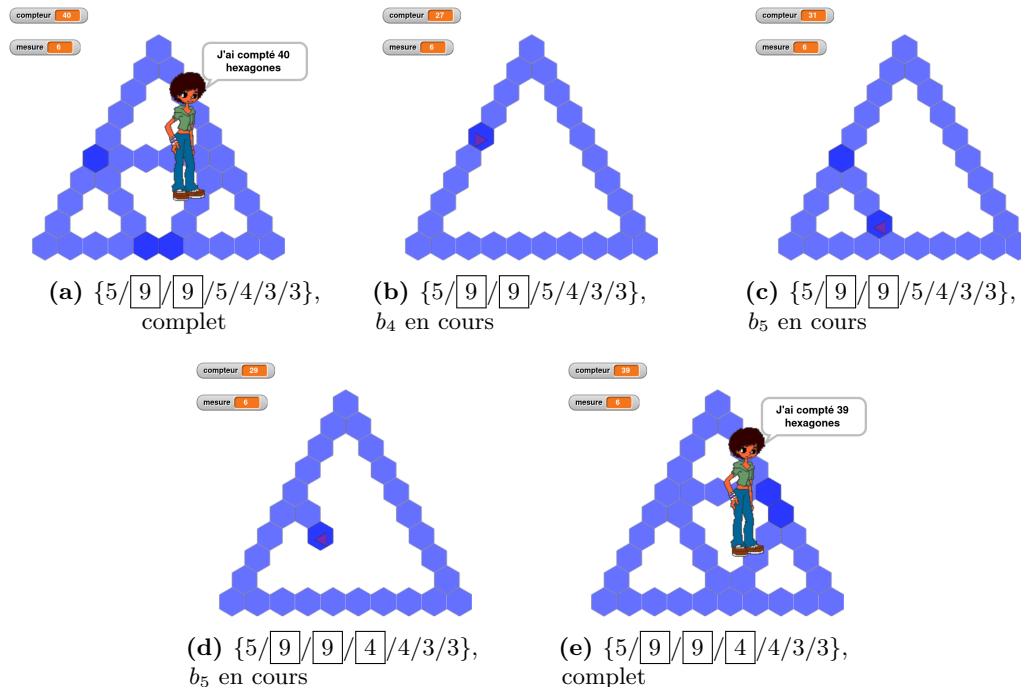 compteur 40
mesure 6
J'ai compté 40
hexagones
(a) {5/9/9/5/4/3/3},
complet
compteur 27
mesure 6
(b) {5/9/9/5/4/3/3},
b4 en cours
compteur 31
mesure 6
(c) {5/9/9/5/4/3/3},
b5 en cours
compteur 29
mesure 6
(d) {5/9/9/4/4/3/3},
b5 en cours
compteur 39
mesure 6
J'ai compté 39
hexagones
(e) {5/9/9/4/4/3/3},
complet